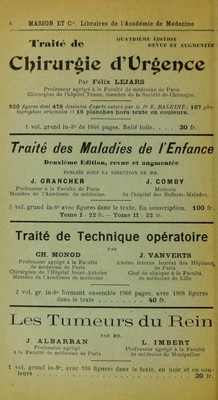 6 MASSON ET Cie, Libraires de l'Académie de Médecine
Traité de
QUATRIÈME ÉDITION
REVUE ET AUGMENTÉE
Chirurgie d'Urgence
Par Félix LEJARS
Professeur agrégé à la Faculté de médecine de Paris
Chirurgien de l'hôpital Tenon, membre de la Société de Chirurgie.
820 figures dont 478 dessinées d'après nature par le Dr E. DALEINE; 167 pho-
tographies originales et 16 planches hors texte en couleurs.
1 vol. grand in-8° de 1046 pages. Relié toile . . . . 30 fr.
Traité des Maladies de l'Enfance
Deuxième Edition, revue et augmentée
PUBLIÉE SOUS LA DIRECTION DE MM.
J. GRANCHER
Professeur à la Faculté de Paris
Membre de l'Académie de médecine.
J. COMBY
Médecin
de l'hôpital des Enfants-Malades.
5 vol. grand in-8° avec figures dans le texte. En souscription. 100 fr.
Tome I : 22 fr. — Tome II : 22 fr.
Traité de Technique opératoire
PAR
CH. MONOD
Professeur agrégé à la Faculté
de médecine de Paris
Chirurgien de l'Hôpital Saint-Antoine
Membre de l'Académie de médecine
J. VANVERTS
Ancien interne lauréat des Hôpitaux
de Paris
Chef de clinique à la Faculté
de médecine de Lille
2 vol. gr. in-8° formant ensemble 1960 pages, avec 1908 figures
dans le texte . . . . . . . 40 fr.
Les Tumeurs du Rein
PAR MM.
J. ALBARRAN
Professeur agrégé
à la Faculté de médecine de Paris
L. IMBERT
Professeur agrégé à la Faculté
de médecine de Montpellier
1 vol. grand in-8°, avec 106 figures dans le texte, en noir et en cou-
leurs . . . . . . . 20 fr.